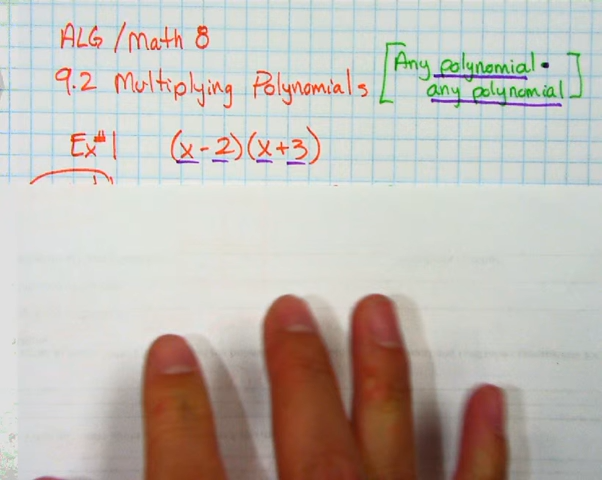 ALG / Math 8
9.2 Multiplying Polynomials
[Any polynomial •
any polynomial]
Ex#1 (x-2)(x+3)